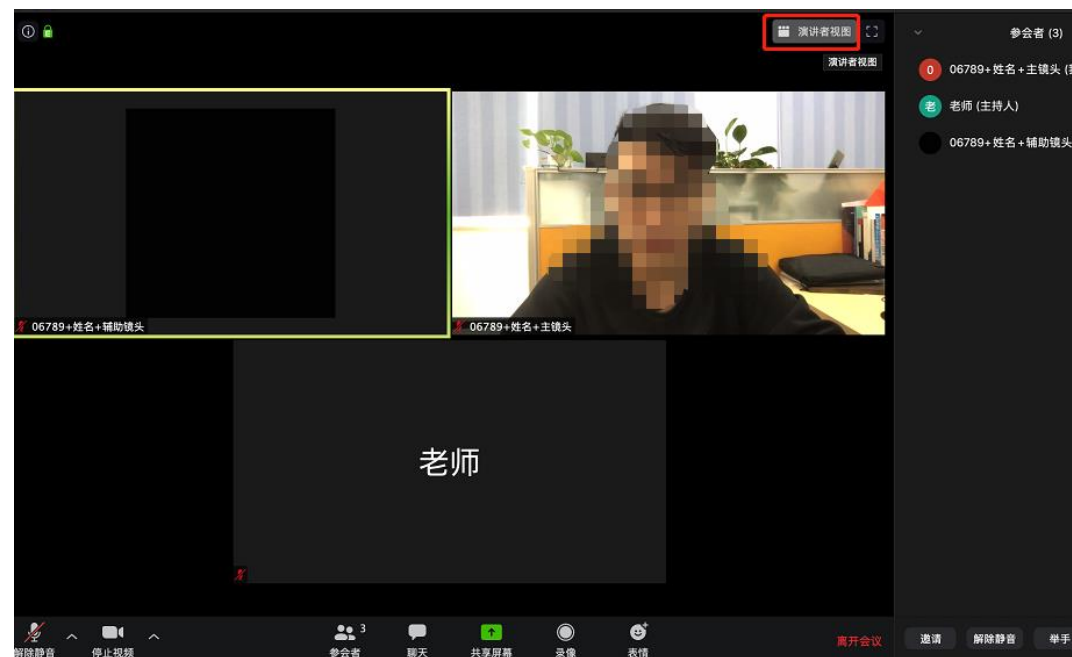 演讲者视图
参会者 (3)
演讲者视图
0 06789+姓名+主镜头
老 老师 (主持人)
06789+姓名+辅助镜头
06789+姓名+辅助镜头
06789+姓名+主镜头
老师
解除静音
停止视频
3
参会者
聊天
共享屏幕
录像
表情
离开会议
邀请
解除静音
举手